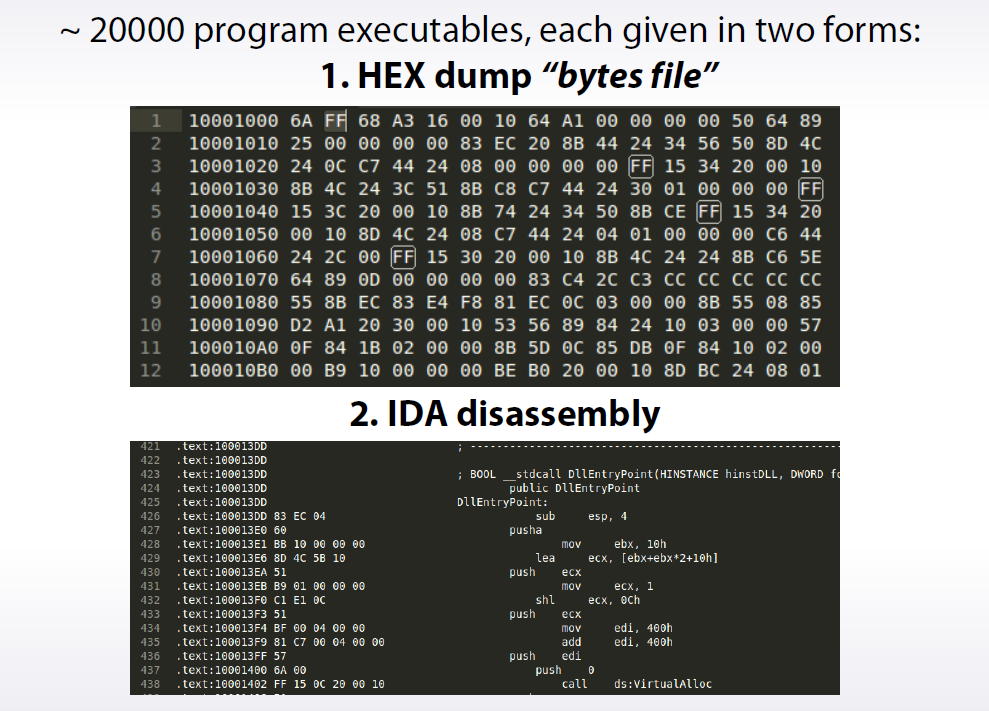 ~ 20000 program executables, each given in two forms:
1. HEX dump “bytes file”
1 10001000 6A FF 68 A3 16 00 10 64 A1 00 00 00 00 50 64 89
2 10001010 25 00 00 00 00 83 EC 20 8B 44 24 34 56 50 8D 4C
3 10001020 24 0C C7 44 24 08 00 00 00 00 FF 15 34 20 00 10
4 10001030 8B 4C 24 3C 51 8B C8 C7 44 24 30 01 00 00 00 FF
5 10001040 15 3C 20 00 10 8B 74 24 34 50 8B CE FF 15 34 20
6 10001050 00 10 8D 4C 24 08 C7 44 24 04 01 00 00 00 C6 44
7 10001060 24 2C 00 FF 15 30 20 00 10 8B 4C 24 24 8B C6 5E
8 10001070 64 89 0D 00 00 00 00 83 C4 2C C3 CC CC CC CC CC
9 10001080 55 8B EC 83 E4 F8 81 EC 0C 03 00 00 8B 55 08 85
10 10001090 D2 A1 20 30 00 10 53 56 89 84 24 10 03 00 00 57
11 100010A0 0F 84 1B 02 00 00 8B 5D 0C 85 DB 0F 84 10 02 00
12 100010B0 00 B9 10 00 00 00 BE B0 20 00 10 8D BC 24 08 01
2. IDA disassembly
421 .text:100013DD ; ---------------------------------------------------------
422 .text:100013DD
423 .text:100013DD ; BOOL __stdcall DllEntryPoint(HINSTANCE hinstDLL, DWORD
424 .text:100013DD public DllEntryPoint
425 .text:100013DD DllEntryPoint:
426 .text:100013DD 83 EC 04 sub esp, 4
427 .text:100013E0 60 pusha
428 .text:100013E1 BB 10 00 00 00 mov ebx, 10h
429 .text:100013E6 8D 4C 5B 10 lea ecx, [ebx+ebx*2+10h]
430 .text:100013EA 51 push ecx
431 .text:100013EB B9 01 00 00 00 mov ecx, 1
432 .text:100013F0 C1 E1 0C shl ecx, 0Ch
433 .text:100013F3 51 push ecx
434 .text:100013F4 BF 00 04 00 00 mov edi, 400h
435 .text:100013F9 81 C7 00 04 00 00 add edi, 400h
436 .text:100013FF 57 push edi
437 .text:10001400 6A 00 push 0
438 .text:10001402 FF 15 0C 20 00 10 call ds:VirtualAlloc